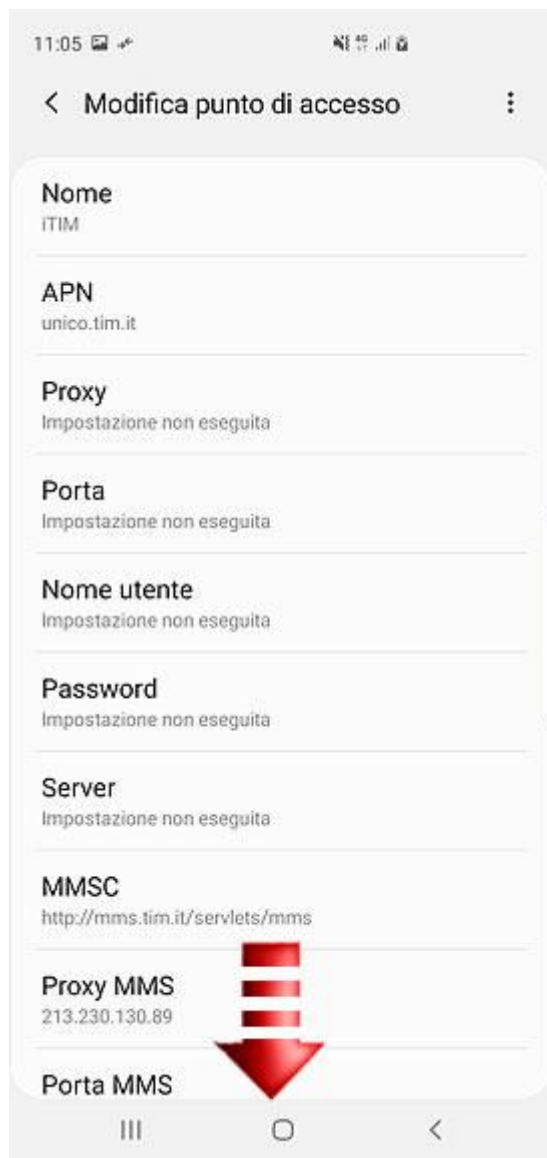 11:05
Modifica punto di accesso
Nome
iTIM
APN
unico.tim.it
Proxy
Impostazione non eseguita
Porta
Impostazione non eseguita
Nome utente
Impostazione non eseguita
Password
Impostazione non eseguita
Server
Impostazione non eseguita
MMSC
http://mms.tim.it/servlets/mms
Proxy MMS
213.230.130.89
Porta MMS